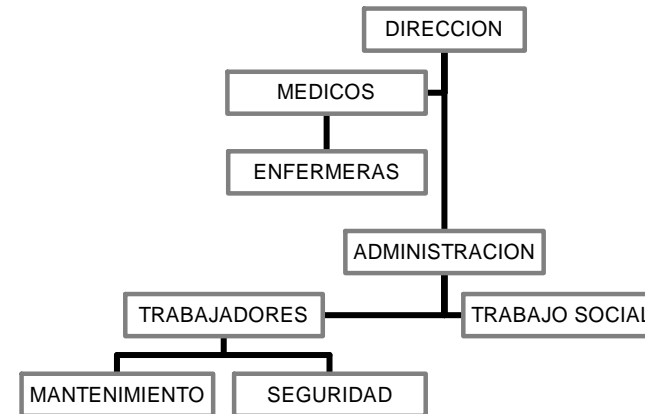 DIRECCION
MEDICOS
ENFERMERAS
ADMINISTRACION
TRABAJADORES
TRABAJO SOCIAL
MANTENIMIENTO
SEGURIDAD